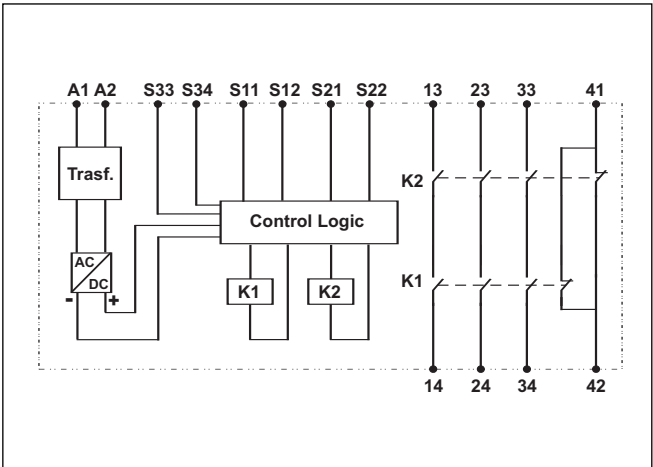 A1 A2 S33 S34 S11 S12 S21 S22 13 23 33 41
Trasf.
K2
Control Logic
AC
DC
- +
K1 K2
K1
14 24 34 42